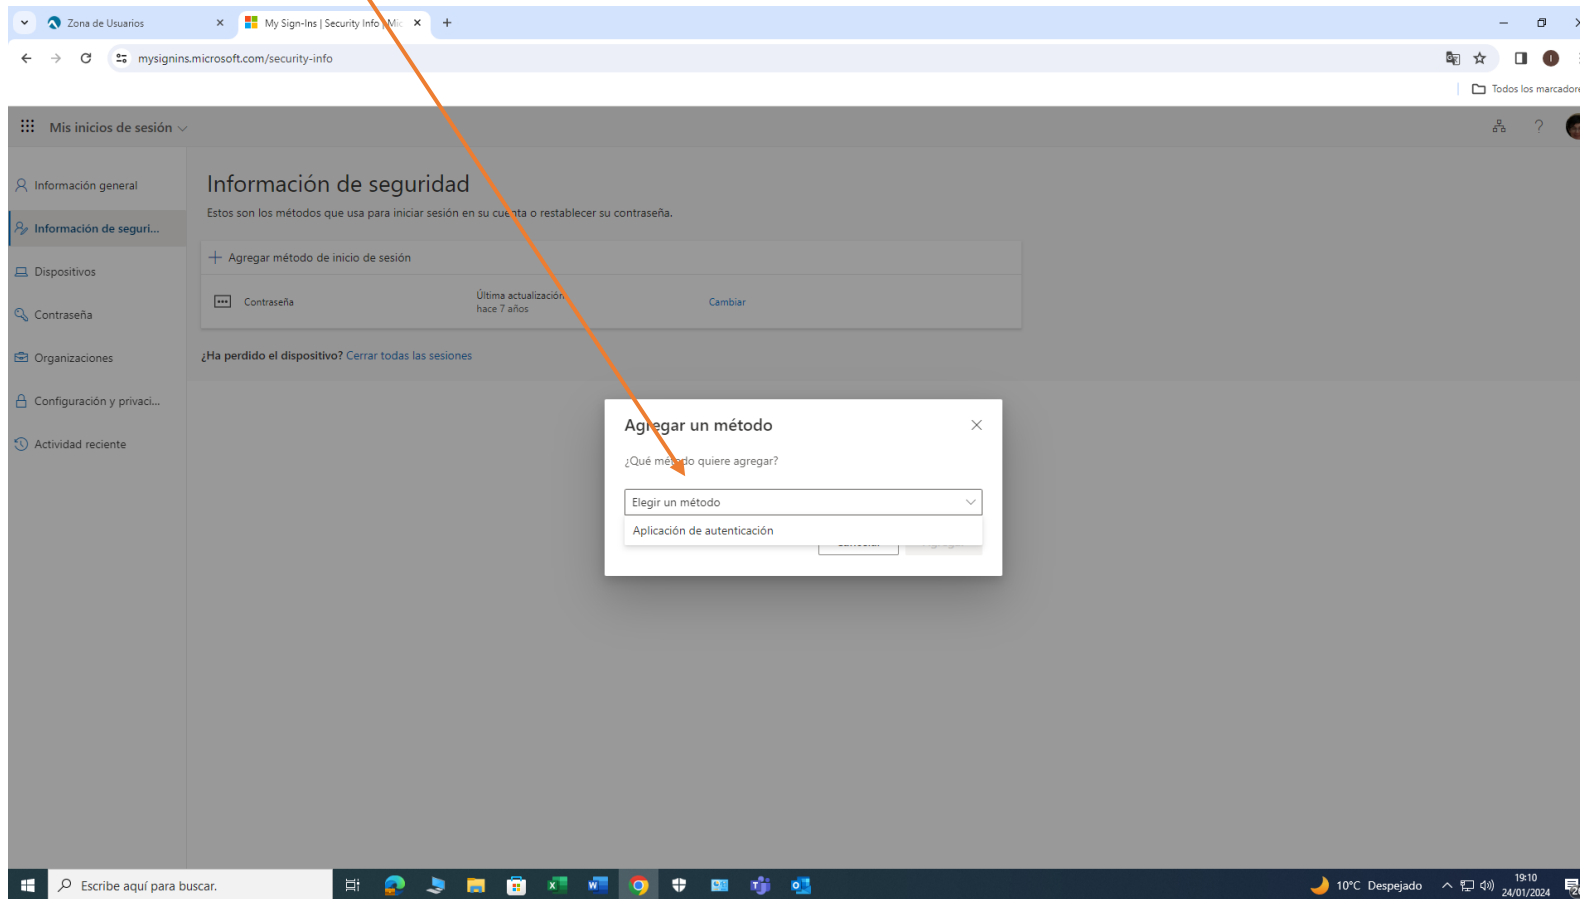 Zona de Usuarios
My Sign-Ins | Security Info | Mic
mysignins.microsoft.com/security-info
Todos los marcadore
Mis inicios de sesión
Información general
Información de seguri...
Dispositivos
Contraseña
Organizaciones
Configuración y privaci...
Actividad reciente
Información de seguridad
Estos son los métodos que usa para iniciar sesión en su cuenta o restablecer su contraseña.
Agregar método de inicio de sesión
Contraseña
Última actualización:
hace 7 años
Cambiar
¿Ha perdido el dispositivo? Cerrar todas las sesiones
Agregar un método
¿Qué método quiere agregar?
Elegir un método
Aplicación de autenticación
Escribe aquí para buscar.
10°C Despejado
19:10
24/01/2024